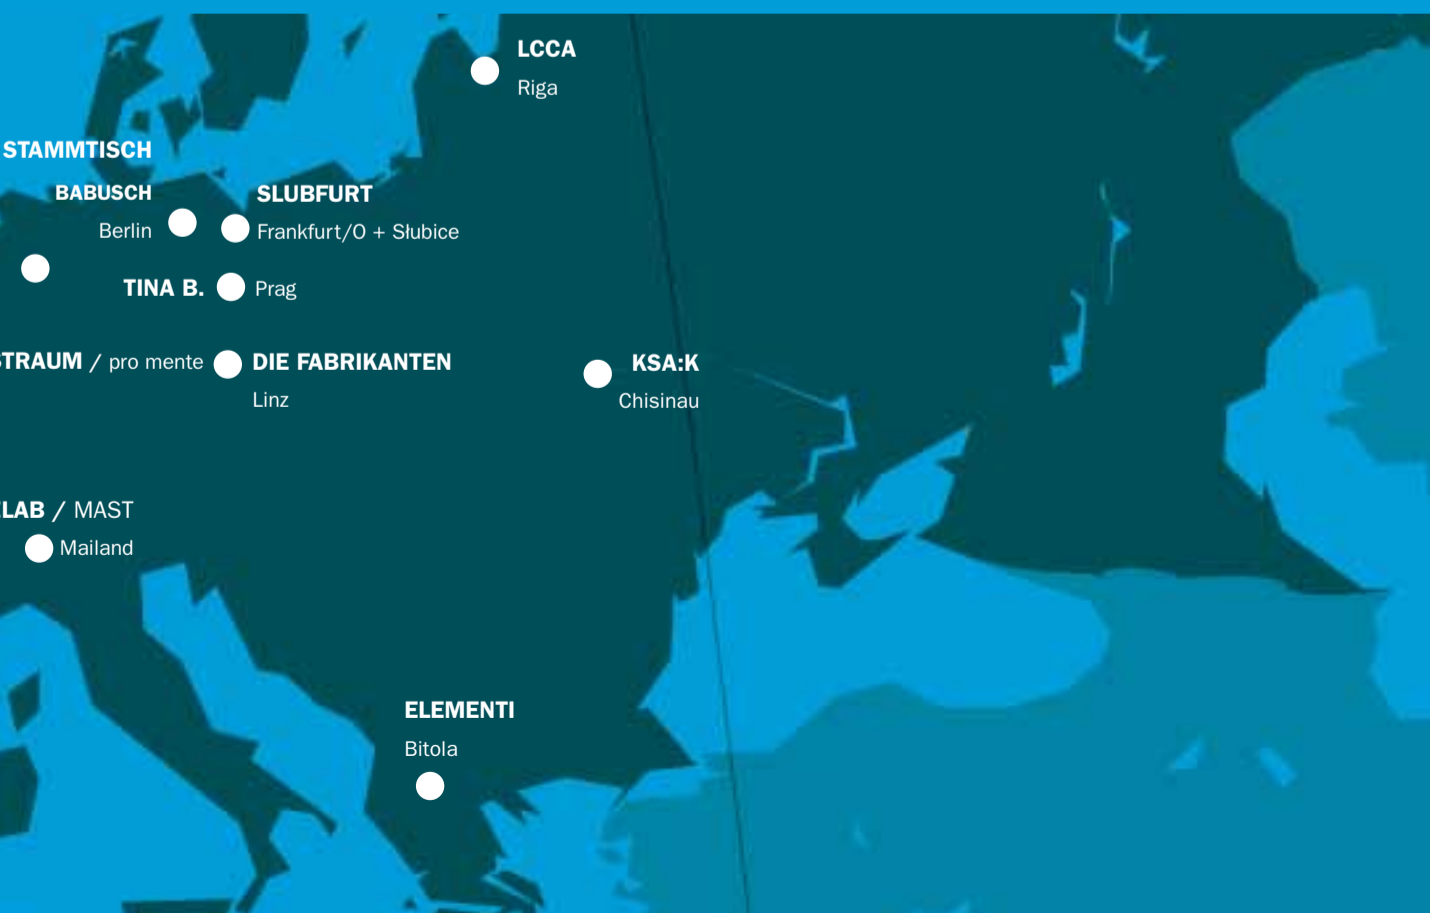 LCCA
Riga
STAMMTISCH
BABUSCH
Berlin
SLUBFURT
Frankfurt/O + Słubice
TINA B.
Prag
STRAUM / pro mente
DIE FABRIKANTEN
Linz
KSA:K
Chisinau
LAB / MAST
Mailand
ELEMENTI
Bitola